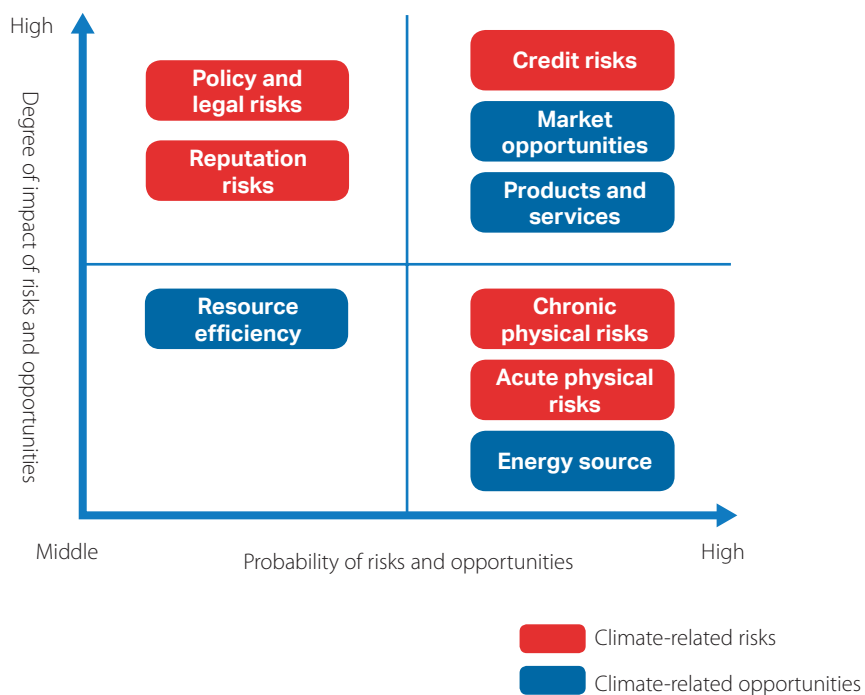 High
Degree of impact of risks and opportunities
Policy and
legal risks
Reputation
risks
Credit risks
Market
opportunities
Products and
services
Resource
efficiency
Chronic
physical risks
Acute physical
risks
Energy source
Middle
Probability of risks and opportunities
High
Climate-related risks
Climate-related opportunities